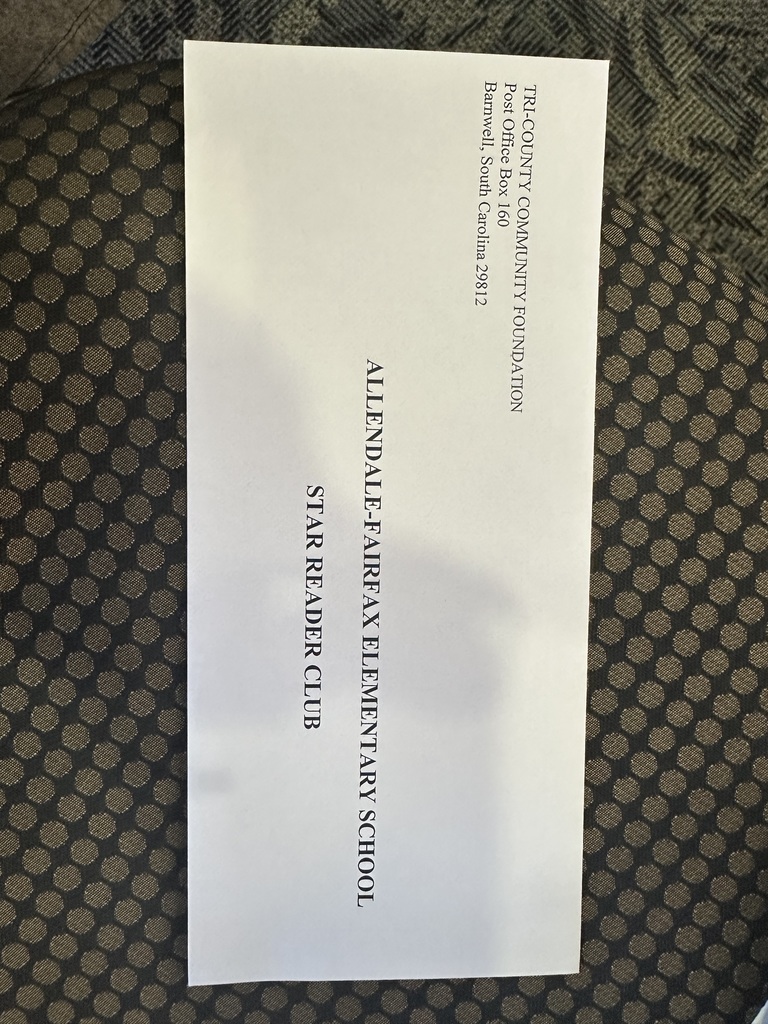 TRI-COUNTY COMMUNITY FOUNDATION
Post Office Box 160
Barnwell, South Carolina 29812
ALLENDALE-FAIRFAX ELEMENTARY SCHOOL
STAR READER CLUB